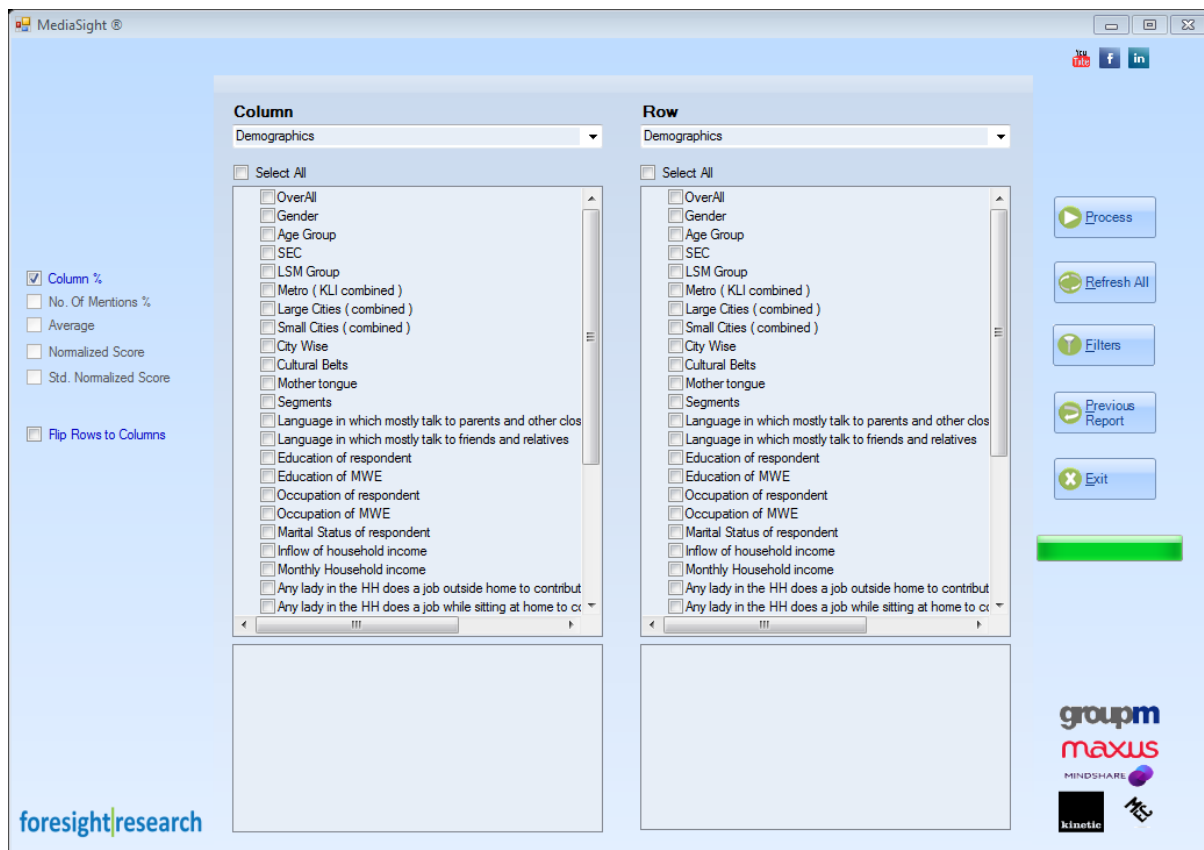 MediaSight ®
You
Tube
f
in
Column
Demographics
Select All
OverAll
Gender
Age Group
SEC
LSM Group
Metro ( KLI combined )
Large Cities ( combined )
Small Cities ( combined )
City Wise
Cultural Belts
Mother tongue
Segments
Language in which mostly talk to parents and other clos
Language in which mostly talk to friends and relatives
Education of respondent
Education of MWE
Occupation of respondent
Occupation of MWE
Marital Status of respondent
Inflow of household income
Monthly Household income
Any lady in the HH does a job outside home to contribut
Any lady in the HH does a job while sitting at home to cc
Row
Demographics
Select All
OverAll
Gender
Age Group
SEC
LSM Group
Metro ( KLI combined )
Large Cities ( combined )
Small Cities ( combined )
City Wise
Cultural Belts
Mother tongue
Segments
Language in which mostly talk to parents and other clos
Language in which mostly talk to friends and relatives
Education of respondent
Education of MWE
Occupation of respondent
Occupation of MWE
Marital Status of respondent
Inflow of household income
Monthly Household income
Any lady in the HH does a job outside home to contribut
Any lady in the HH does a job while sitting at home to cc
Column %
No. Of Mentions %
Average
Normalized Score
Std. Normalized Score
Flip Rows to Columns
Process
Refresh All
Filters
Previous
Report
Exit
groupm
maxus
MINDSHARE
kinetic
MEC
foresight research